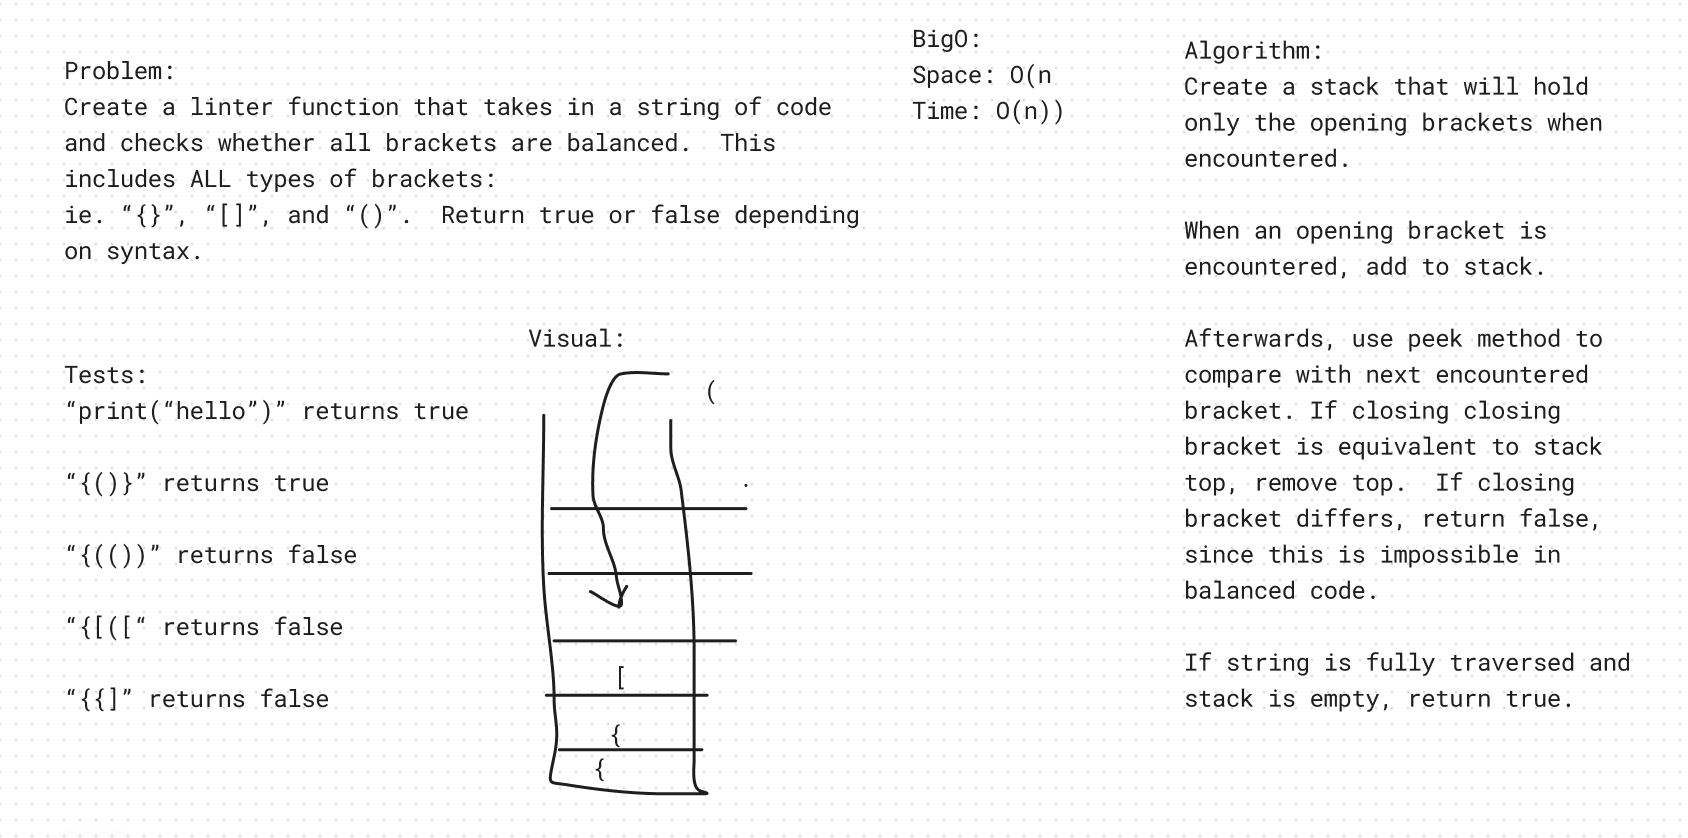 Problem:
Create a linter function that takes in a string of code
and checks whether all brackets are balanced.  This
includes ALL types of brackets:
ie. “{}”, “[]”, and “()”.  Return true or false depending
on syntax.
Tests:
“print(“hello”)” returns true
“{()}” returns true
“{(())” returns false
“{[([“ returns false
“{{]” returns false
Visual:
(
.
[
{
{
BigO:
Space: O(n
Time: O(n))
Algorithm:
Create a stack that will hold
only the opening brackets when
encountered.
When an opening bracket is
encountered, add to stack.
Afterwards, use peek method to
compare with next encountered
bracket. If closing closing
bracket is equivalent to stack
top, remove top.  If closing
bracket differs, return false,
since this is impossible in
balanced code.
If string is fully traversed and
stack is empty, return true.